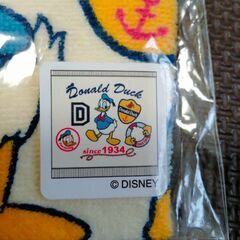 Donald Duck
D
since 1934
© DISNEY